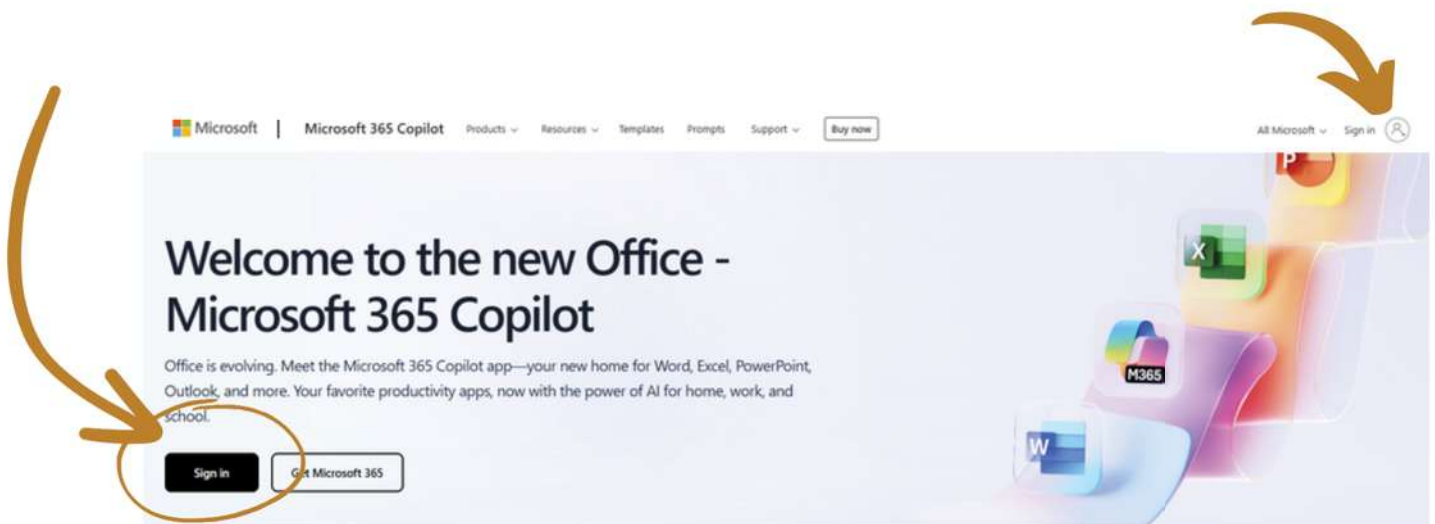 Microsoft | Microsoft 365 Copilot Products Resources Templates Prompts Support Buy now All Microsoft Sign in
P
Welcome to the new Office -
X
Microsoft 365 Copilot
Office is evolving. Meet the Microsoft 365 Copilot app—your new home for Word, Excel, PowerPoint,
M365
Outlook, and more. Your favorite productivity apps, now with the power of AI for home, work, and
school.
W
Sign in Get Microsoft 365